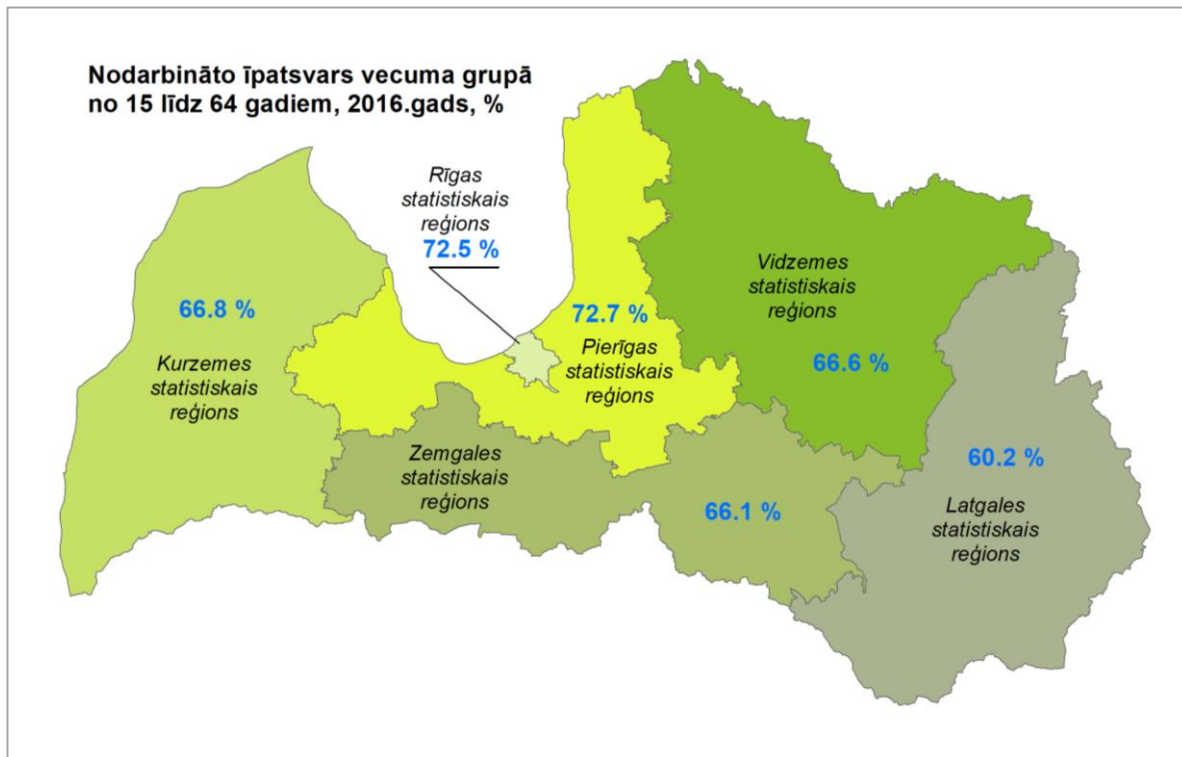 Nodarbināto īpatsvars vecuma grupā
no 15 līdz 64 gadiem, 2016.gads, %
Rīgas
statistiskais
reģions
72.5 %
66.8 %
Kurzemes
statistiskais
reģions
72.7 %
Pierīgas
statistiskais
reģions
Vidzemes
statistiskais
reģions
66.6 %
Zemgales
statistiskais
reģions
66.1 %
60.2 %
Latgales
statistiskais
reģions